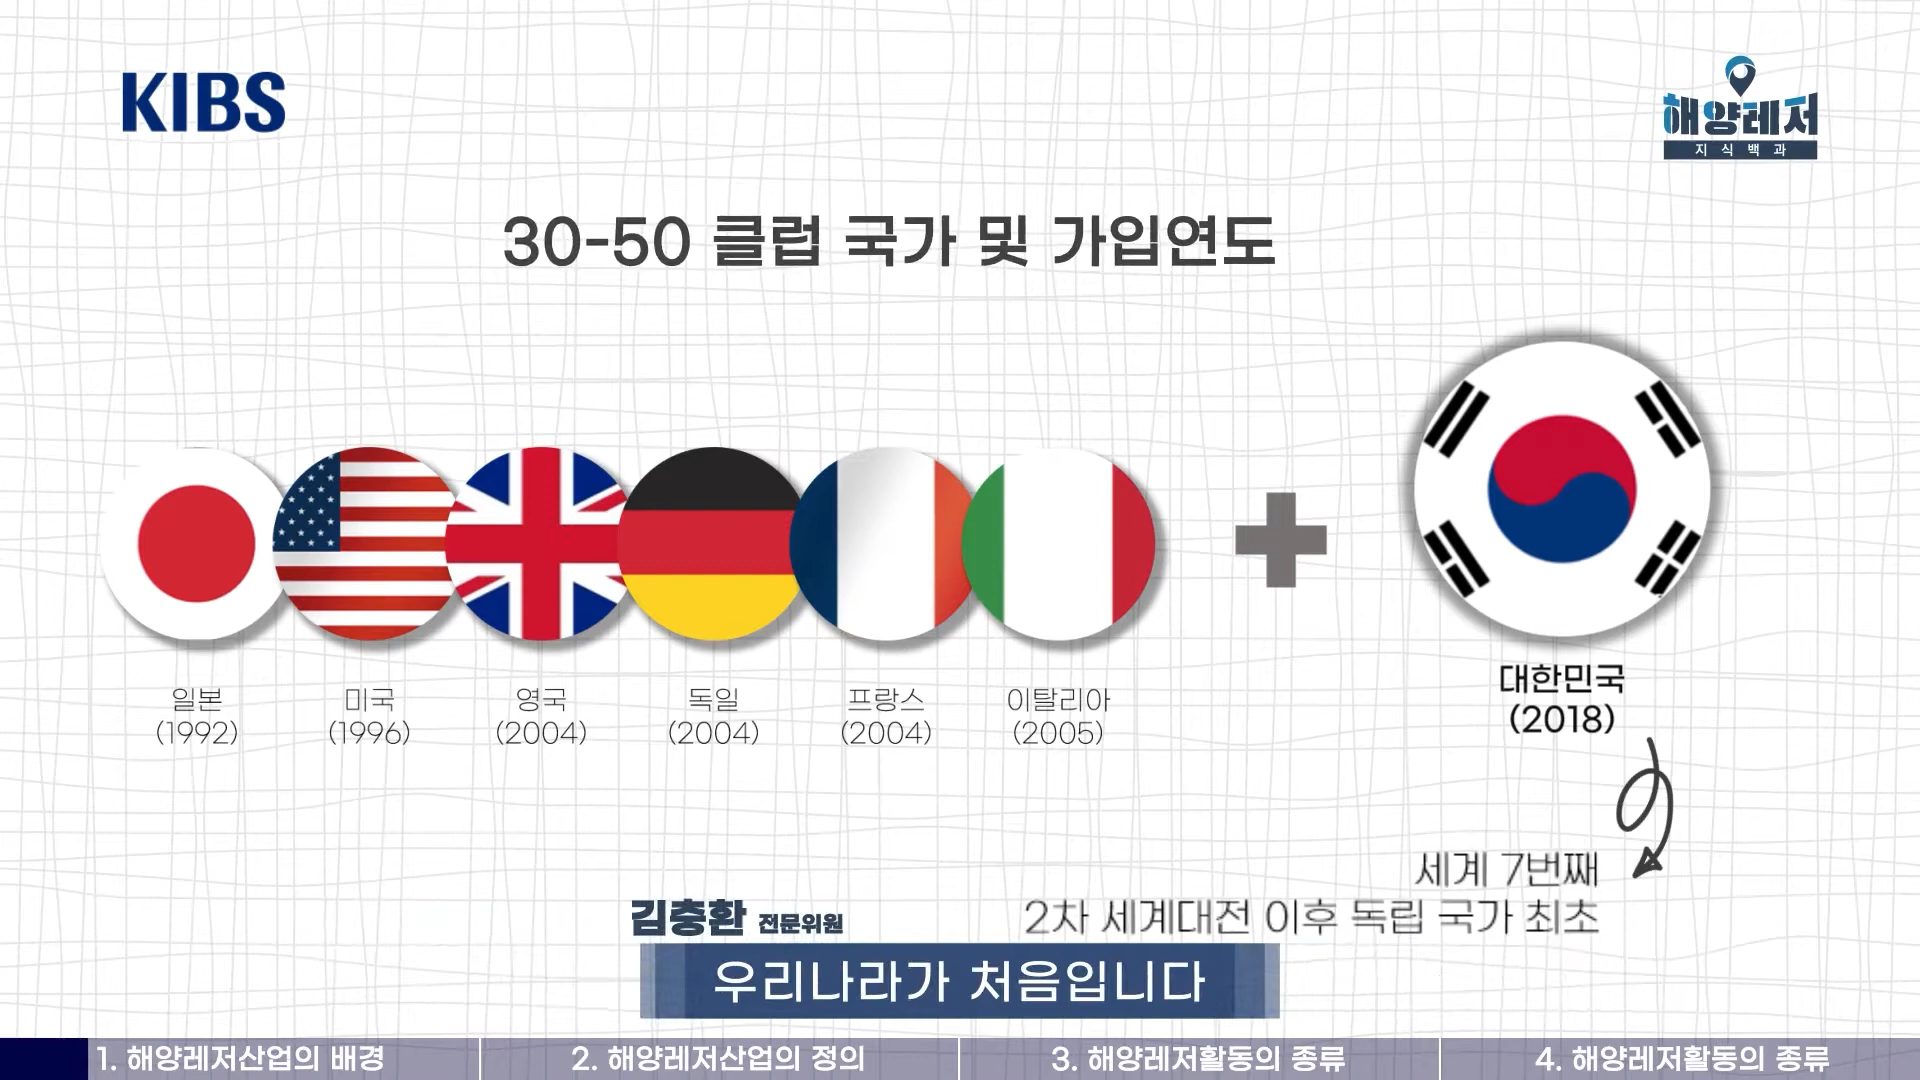 KIBS
해양레저
지식백과
30-50 클럽 국가 및 가입연도
일본
(1992)
미국
(1996)
영국
(2004)
독일
(2004)
프랑스
(2004)
이탈리아
(2005)
대한민국
(2018)
세계 7번째
2차 세계대전 이후 독립 국가 최초
김충환 전문위원
우리나라가 처음입니다
1. 해양레저산업의 배경
2. 해양레저산업의 정의
3. 해양레저활동의 종류
4. 해양레저활동의 종류